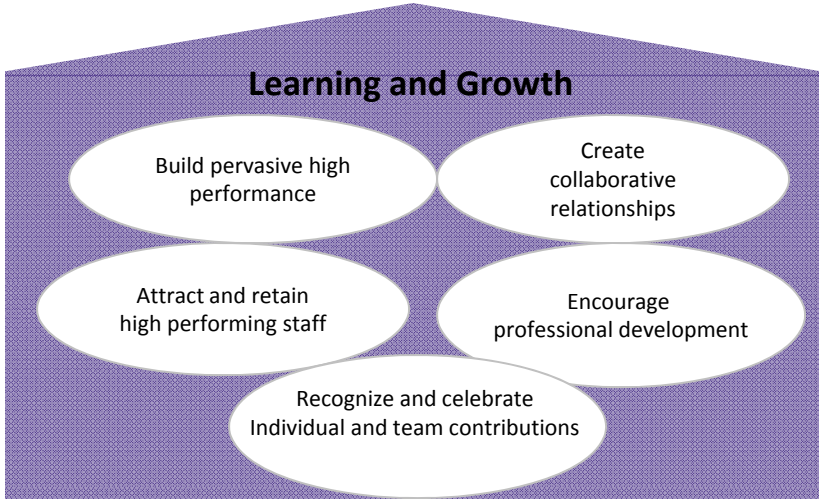 Learning and Growth
Build pervasive high
performance
Create
collaborative
relationships
Attract and retain
high performing staff
Encourage
professional development
Recognize and celebrate
Individual and team contributions